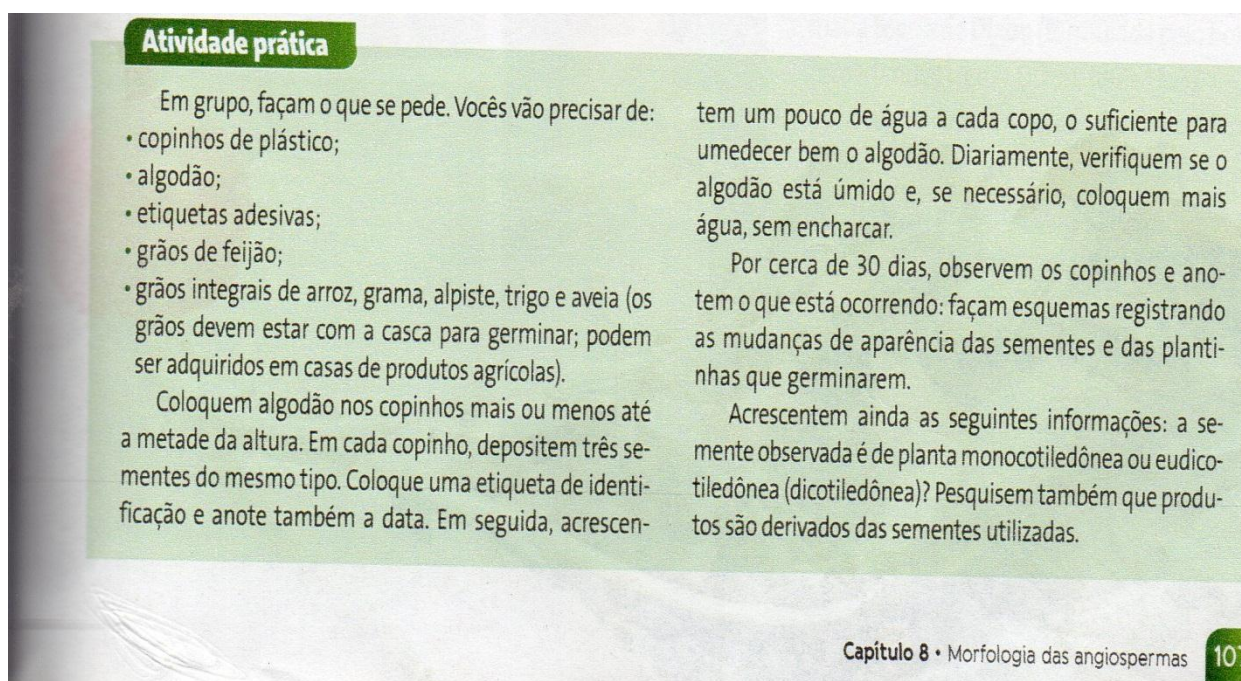 Atividade prática
Em grupo, façam o que se pede. Vocês vão precisar de:
• copinhos de plástico;
• algodão;
• etiquetas adesivas;
• grãos de feijão;
• grãos integrais de arroz, grama, alpiste, trigo e aveia (os
grãos devem estar com a casca para germinar; podem
ser adquiridos em casas de produtos agrícolas).
Coloquem algodão nos copinhos mais ou menos até
a metade da altura. Em cada copinho, depositem três se-
mentes do mesmo tipo. Coloque uma etiqueta de identi-
ficação e anote também a data. Em seguida, acrescen-
tem um pouco de água a cada copo, o suficiente para
umedecer bem o algodão. Diariamente, verifiquem se o
algodão está úmido e, se necessário, coloquem mais
água, sem encharcar.
Por cerca de 30 dias, observem os copinhos e ano-
tem o que está ocorrendo: façam esquemas registrando
as mudanças de aparência das sementes e das planti-
nhas que germinarem.
Acrescentem ainda as seguintes informações: a se-
mente observada é de planta monocotiledônea ou eudico-
tiledônea (dicotiledônea)? Pesquisem também que produ-
tos são derivados das sementes utilizadas.
Capítulo 8 • Morfologia das angiospermas